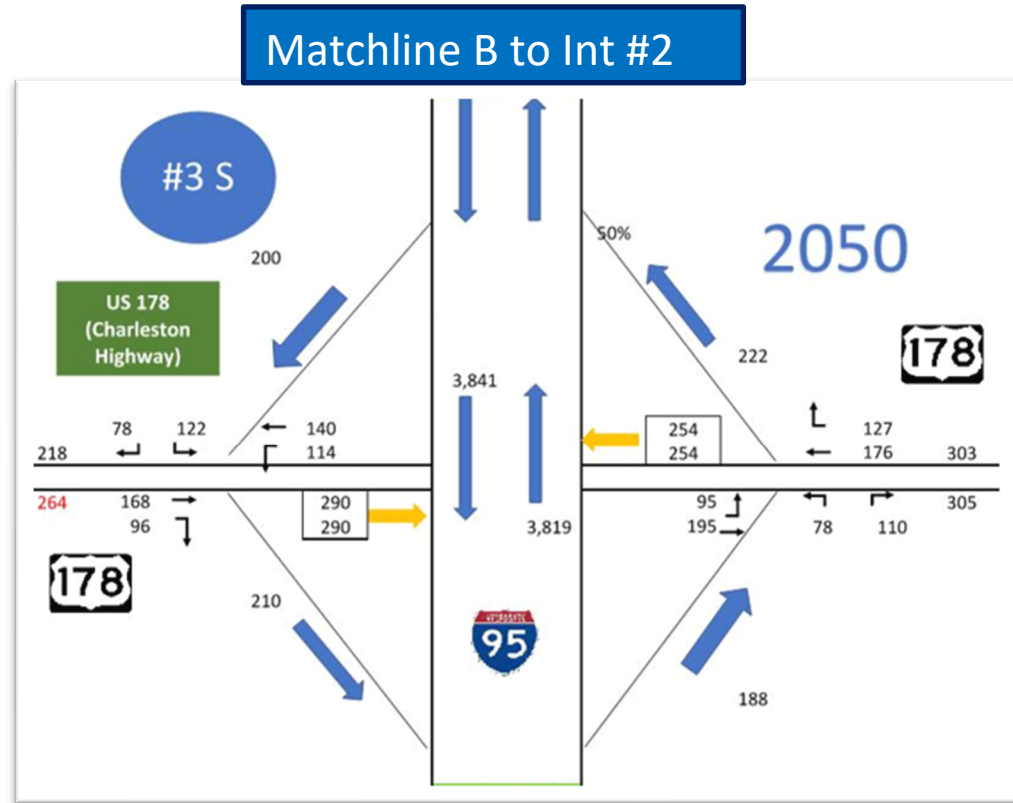 Matchline B to Int #2
#3 S
2050
50%
200
US 178
(Charleston
Highway)
178
222
3,841
78 122 140 254 127
218 114 254 176 303
264 168 290 95 305
96 290 3,819 195 78 110
178
210
INTERSTATE
95
188